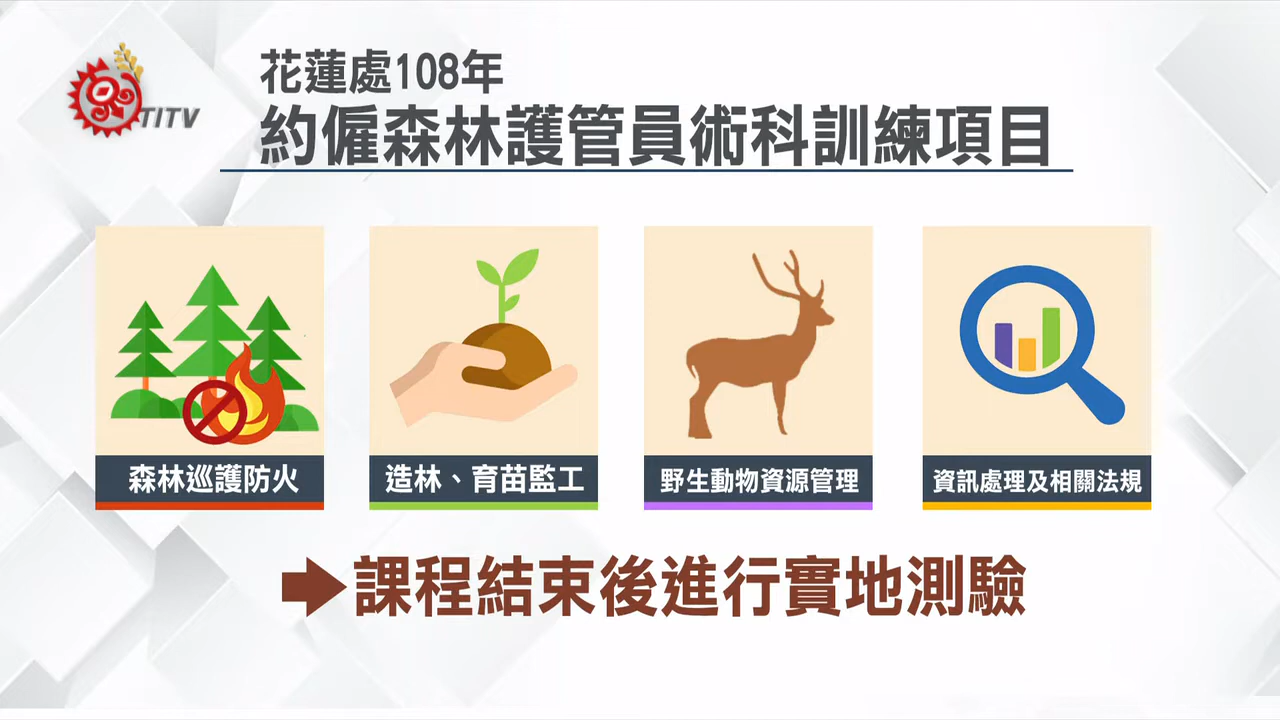 TITV
花蓮處108年
約僱森林護管員術科訓練項目
森林巡護防火
造林、育苗監工
野生動物資源管理
資訊處理及相關法規
課程結束後進行實地測驗